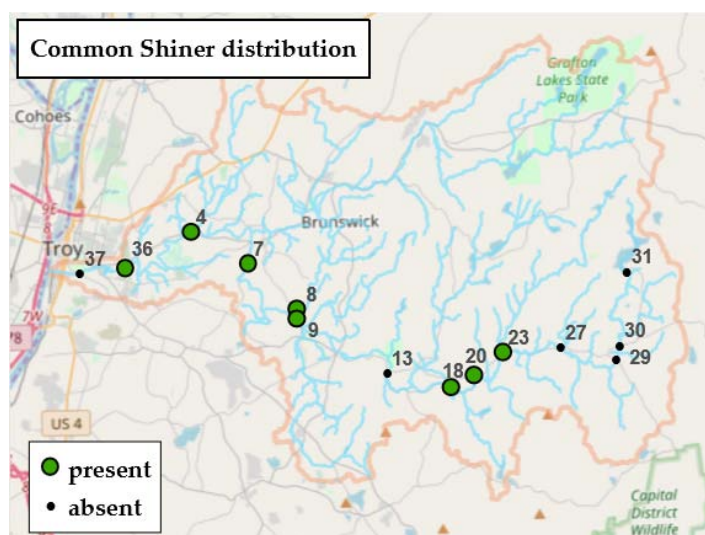 Common Shiner distribution
Grafton
Lakes State
Park
Cohoes
9E
4
Brunswick
Troy
37
36
7
31
8
9
7W
78
13
18
20
23
27
30
29
US 4
present
absent
Capital
District
Wildlife